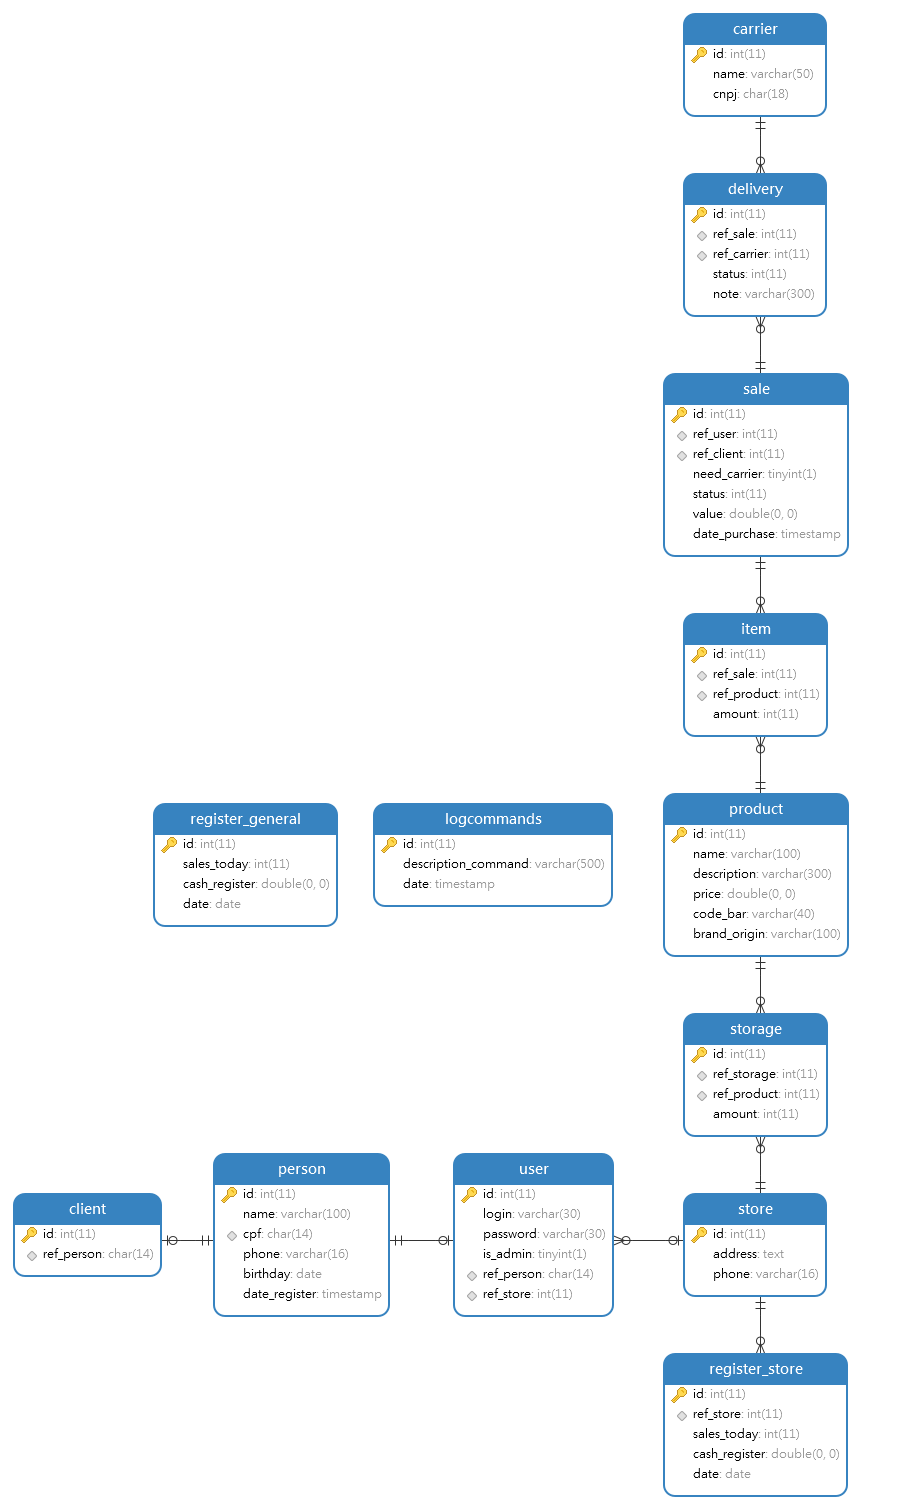 carrier
id: int(11)
name: varchar(50)
cnpj: char(18)
delivery
id: int(11)
ref_sale: int(11)
ref_carrier: int(11)
status: int(11)
note: varchar(300)
sale
id: int(11)
ref_user: int(11)
ref_client: int(11)
need_carrier: tinyint(1)
status: int(11)
value: double(0, 0)
date_purchase: timestamp
item
id: int(11)
ref_sale: int(11)
ref_product: int(11)
amount: int(11)
register_general
id: int(11)
sales_today: int(11)
cash_register: double(0, 0)
date: date
logcommands
id: int(11)
description_command: varchar(500)
date: timestamp
product
id: int(11)
name: varchar(100)
description: varchar(300)
price: double(0, 0)
code_bar: varchar(40)
brand_origin: varchar(100)
storage
id: int(11)
ref_storage: int(11)
ref_product: int(11)
amount: int(11)
client
id: int(11)
ref_person: char(14)
person
id: int(11)
name: varchar(100)
cpf: char(14)
phone: varchar(16)
birthday: date
date_register: timestamp
user
id: int(11)
login: varchar(30)
password: varchar(30)
is_admin: tinyint(1)
ref_person: char(14)
ref_store: int(11)
store
id: int(11)
address: text
phone: varchar(16)
register_store
id: int(11)
ref_store: int(11)
sales_today: int(11)
cash_register: double(0, 0)
date: date